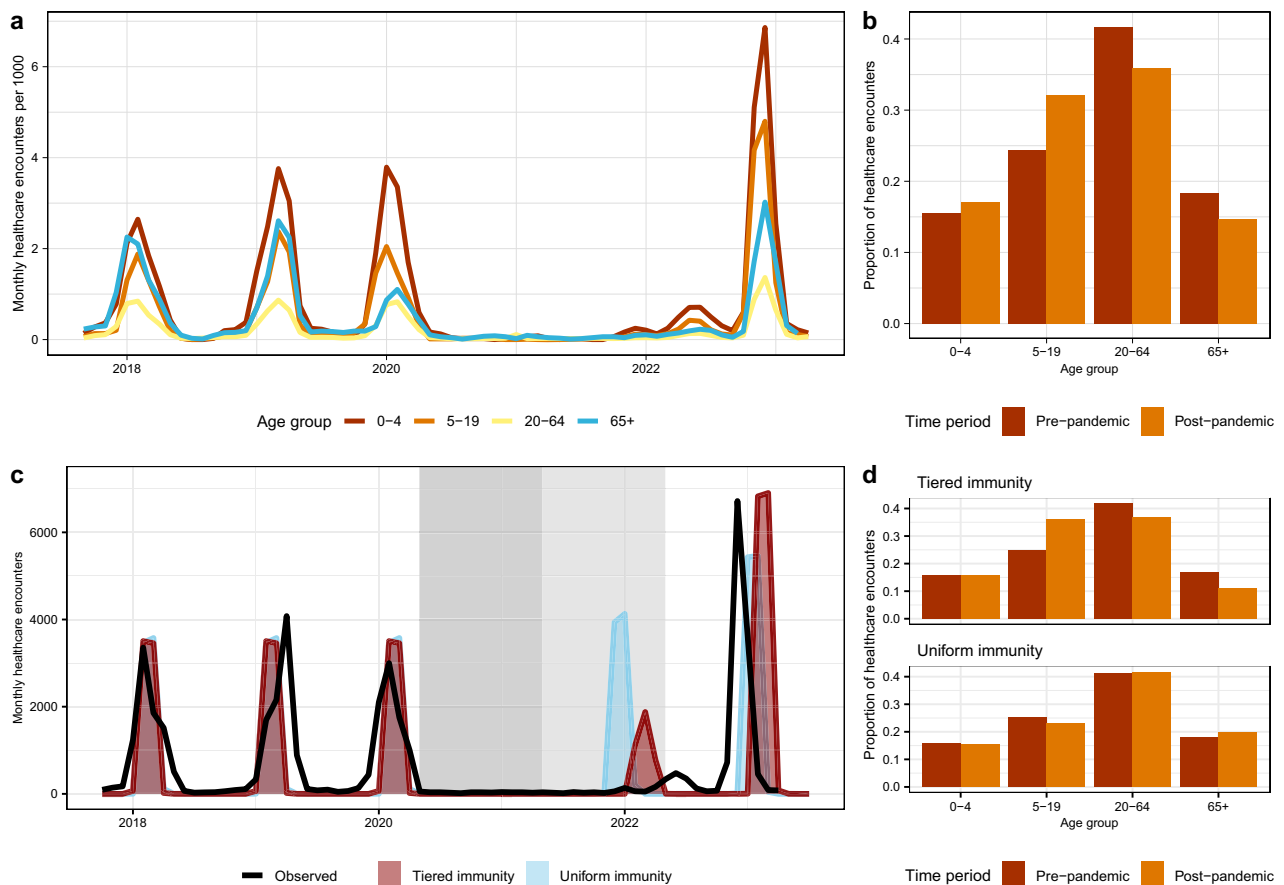 a
Monthly healthcare encounters per 1000
6
4
2
0
2018 2020 2022
Age group 0−4 5−19 20−64 65+
b
Proportion of healthcare encounters
0.4
0.3
0.2
0.1
0.0
0−4 5−19 20−64 65+
Age group
Time period Pre−pandemic Post−pandemic
c
Monthly healthcare encounters
6000
4000
2000
0
2018 2020 2022
Observed Tiered immunity Uniform immunity
d
Proportion of healthcare encounters
Tiered immunity
0.4
0.3
0.2
0.1
0.0
Uniform immunity
0.4
0.3
0.2
0.1
0.0
0−4 5−19 20−64 65+
Age group
Time period Pre−pandemic Post−pandemic